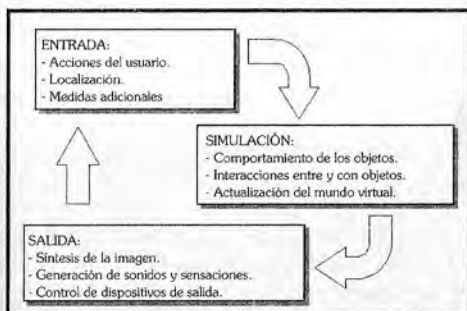 ENTRADA:
- Acciones del usuario.
- Localización.
- Medidas adicionales
SIMULACIÓN:
- Comportamiento de los objetos.
- Interacciones entre y con objetos.
- Actualización del mundo virtual.
SALIDA:
- Síntesis de la imagen.
- Generación de sonidos y sensaciones.
- Control de dispositivos de salida.